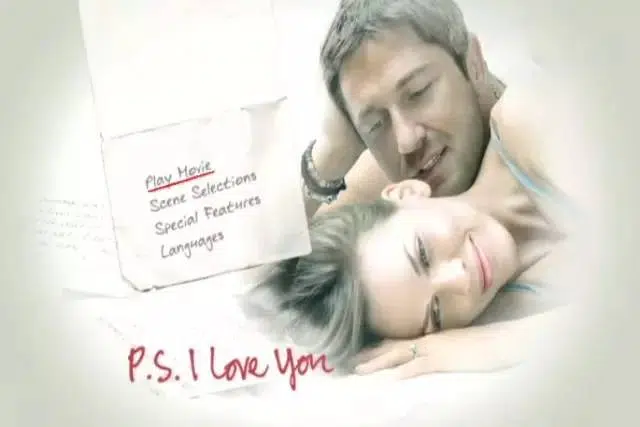 Play Movie
Scene Selections
Special Features
Languages
P.S. I Love You